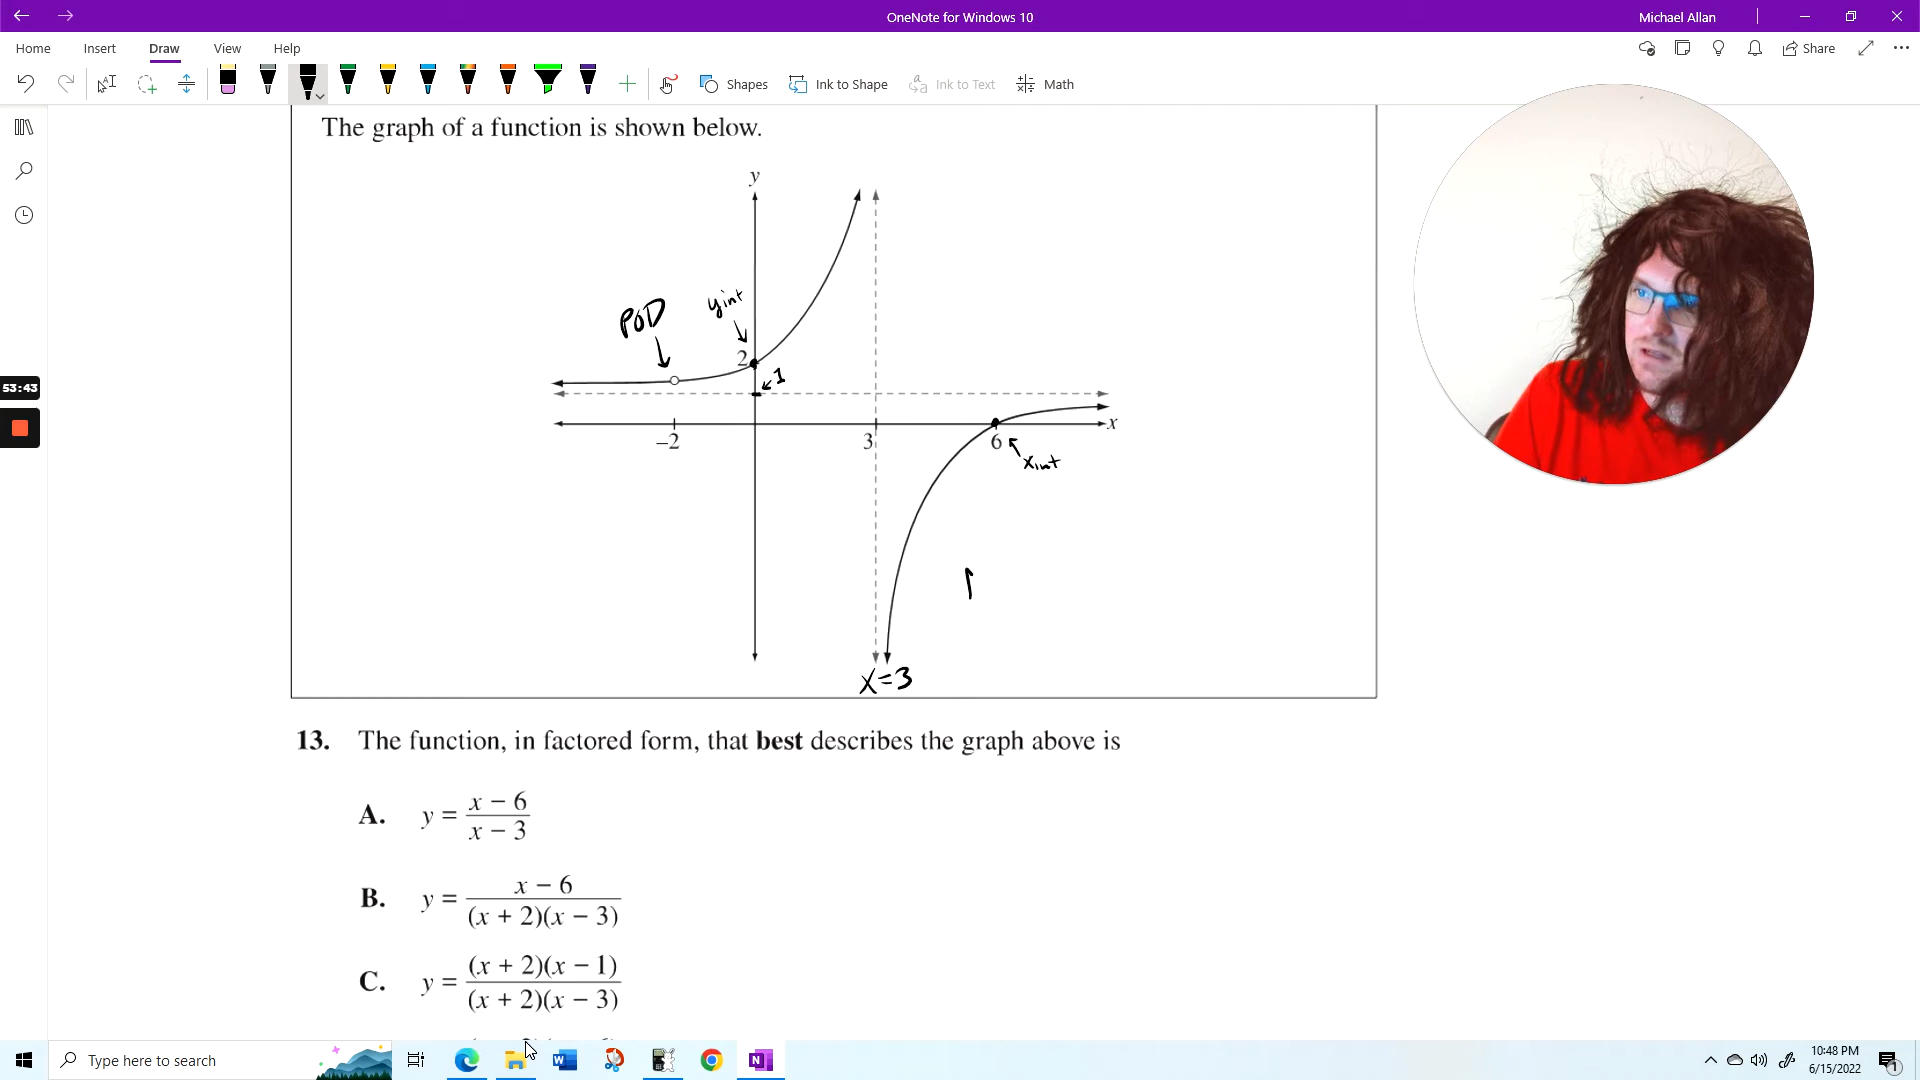 OneNote for Windows 10
Michael Allan
Home Insert Draw View Help
Share
Shapes Ink to Shape Ink to Text Math
The graph of a function is shown below.
y
POD
yint
2
1
-2
3
6
x
xint
53:43
x=3
13. The function, in factored form, that best describes the graph above is
A. y = x − 6 / x − 3
B. y = x − 6 / (x + 2)(x − 3)
C. y = (x + 2)(x − 1) / (x + 2)(x − 3)
Type here to search
10:48 PM
6/15/2022
1